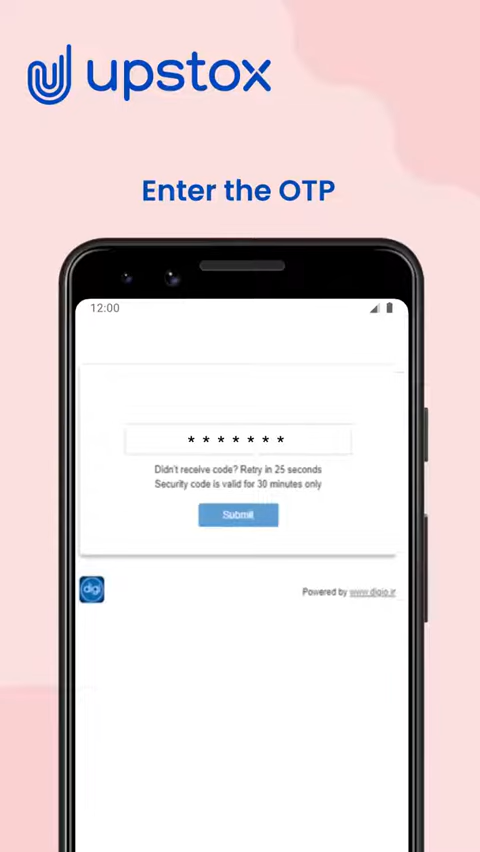 upstox
Enter the OTP
12:00
*******
Didn't receive code? Retry in 25 seconds
Security code is valid for 30 minutes only
Submit
digi
Powered by www.digio.in